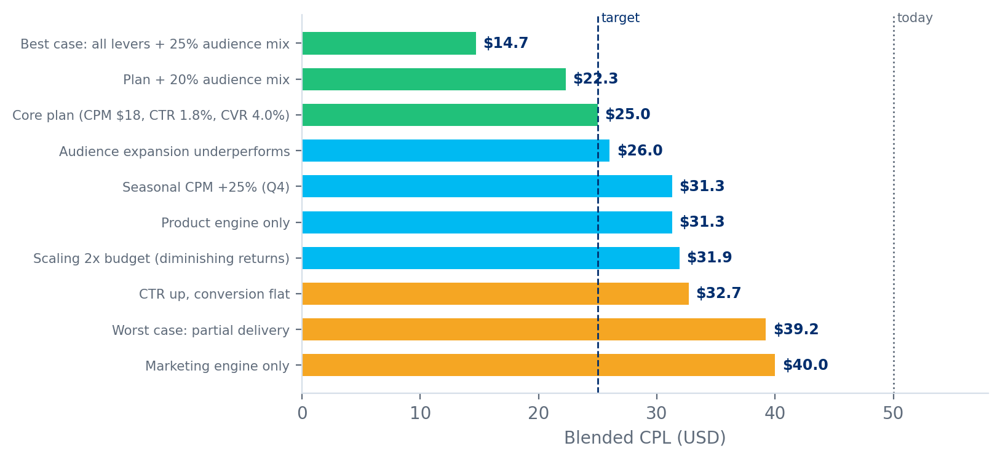 target
today
Best case: all levers + 25% audience mix
$14.7
Plan + 20% audience mix
$22.3
Core plan (CPM $18, CTR 1.8%, CVR 4.0%)
$25.0
Audience expansion underperforms
$26.0
Seasonal CPM +25% (Q4)
$31.3
Product engine only
$31.3
Scaling 2x budget (diminishing returns)
$31.9
CTR up, conversion flat
$32.7
Worst case: partial delivery
$39.2
Marketing engine only
$40.0
0 10 20 30 40 50
Blended CPL (USD)